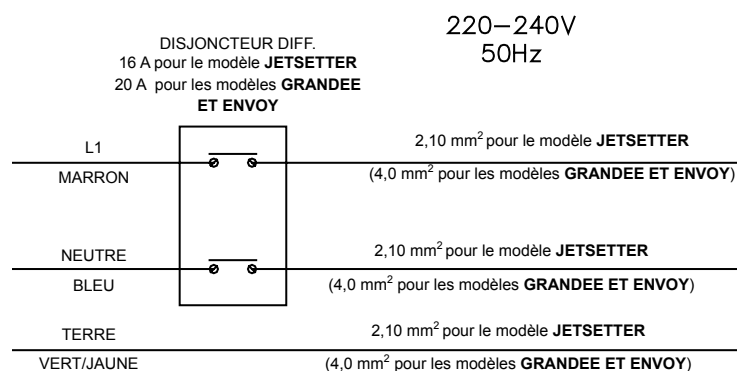 220-240V
50Hz
DISJONCTEUR DIFF.
16 A pour le modèle JETSETTER
20 A pour les modèles GRANDEE
ET ENVOY
L1
2,10 mm² pour le modèle JETSETTER
MARRON
(4,0 mm² pour les modèles GRANDEE ET ENVOY)
NEUTRE
2,10 mm² pour le modèle JETSETTER
BLEU
(4,0 mm² pour les modèles GRANDEE ET ENVOY)
TERRE
2,10 mm² pour le modèle JETSETTER
VERT/JAUNE
(4,0 mm² pour les modèles GRANDEE ET ENVOY)